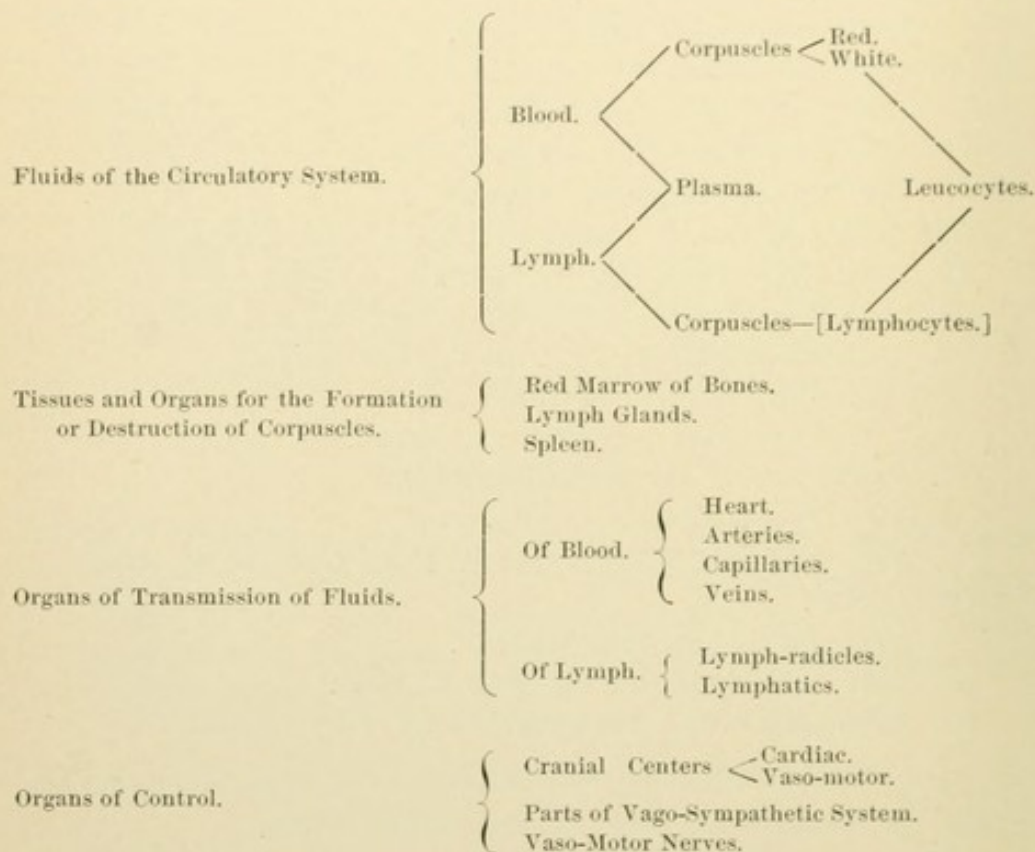 Corpuscles Red.
White.
Blood.
Fluids of the Circulatory System.
Plasma.
Leucocytes.
Lymph.
Corpuscles—[Lymphocytes.]
Tissues and Organs for the Formation
or Destruction of Corpuscles.
Red Marrow of Bones.
Lymph Glands.
Spleen.
Organs of Transmission of Fluids.
Of Blood.
Heart.
Arteries.
Capillaries.
Veins.
Of Lymph.
Lymph-radicles.
Lymphatics.
Organs of Control.
Cranial Centers
Cardiac.
Vaso-motor.
Parts of Vago-Sympathetic System.
Vaso-Motor Nerves.